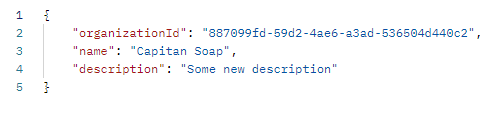 1 {
2 "organizationId": "887099fd-59d2-4ae6-a3ad-536504d440c2",
3 "name": "Capitan Soap",
4 "description": "Some new description"
5 }